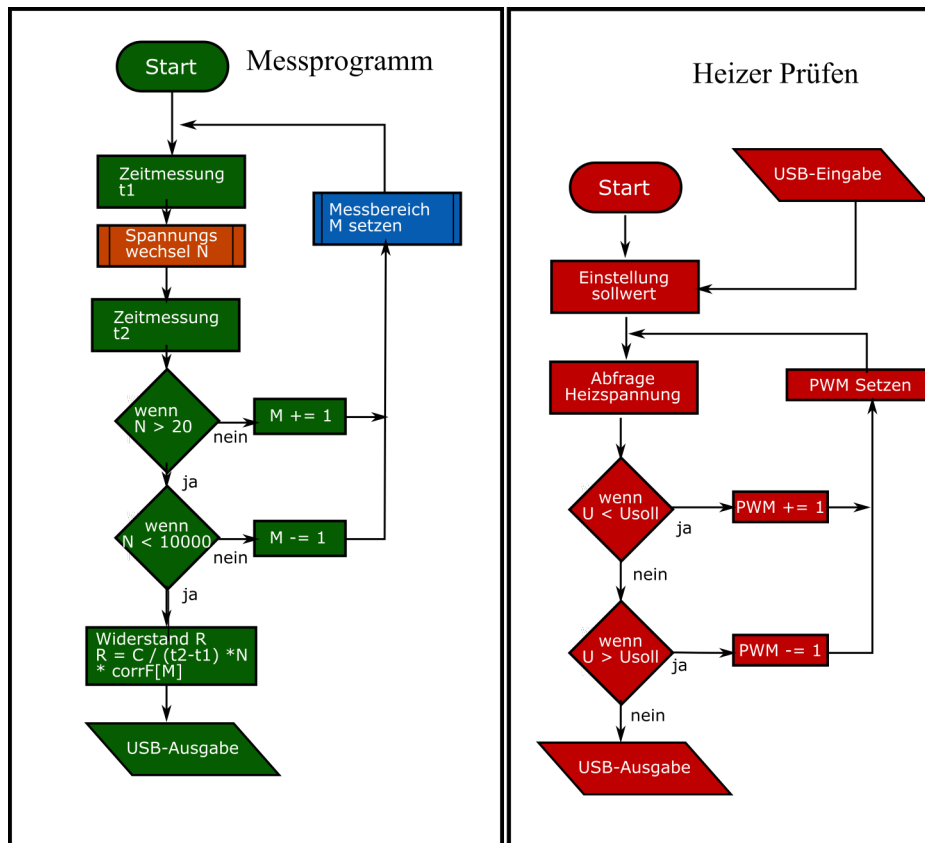 Messprogramm
Start
Zeitmessung
t1
Messbereich
M setzen
Spannungs
wechsel N
Zeitmessung
t2
wenn
N > 20
nein
M += 1
ja
wenn
N < 10000
nein
M -= 1
ja
Widerstand R
R = C / (t2-t1) *N
* corrF[M]
USB-Ausgabe
Heizer Prüfen
USB-Eingabe
Start
Einstellung
sollwert
Abfrage
Heizspannung
PWM Setzen
wenn
U < Usoll
ja
PWM += 1
nein
wenn
U > Usoll
ja
PWM -= 1
nein
USB-Ausgabe